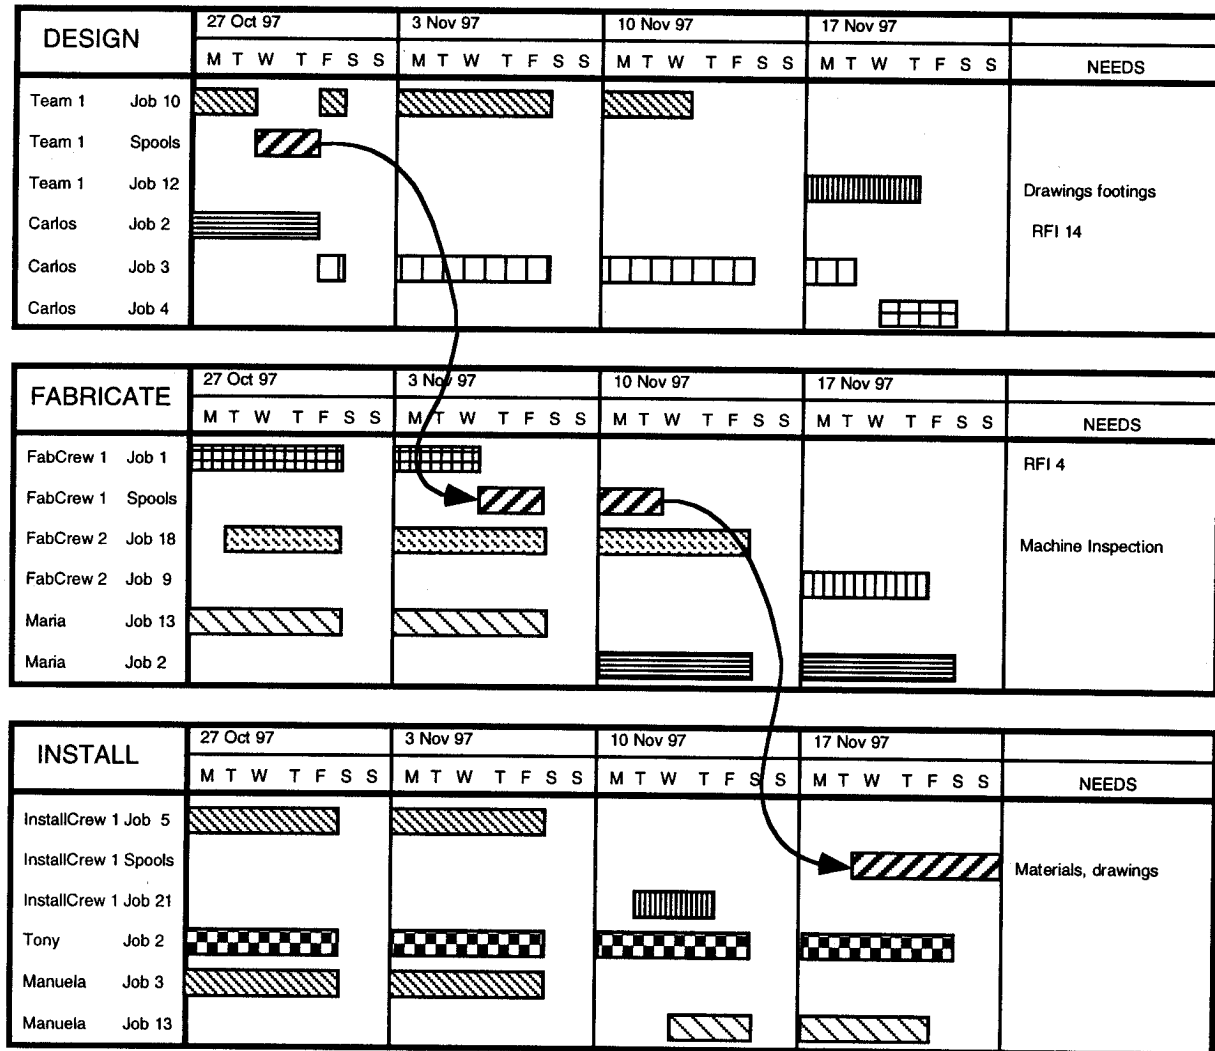 DESIGN 27 Oct 97 3 Nov 97 10 Nov 97 17 Nov 97
M T W T F S S M T W T F S S M T W T F S S M T W T F S S NEEDS
Team 1 Job 10
Team 1 Spools
Team 1 Job 12 Drawings footings
Carlos Job 2 RFI 14
Carlos Job 3
Carlos Job 4
FABRICATE 27 Oct 97 3 Nov 97 10 Nov 97 17 Nov 97
M T W T F S S M T W T F S S M T W T F S S M T W T F S S NEEDS
FabCrew 1 Job 1 RFI 4
FabCrew 1 Spools
FabCrew 2 Job 18 Machine Inspection
FabCrew 2 Job 9
Maria Job 13
Maria Job 2
INSTALL 27 Oct 97 3 Nov 97 10 Nov 97 17 Nov 97
M T W T F S S M T W T F S S M T W T F S S M T W T F S S NEEDS
InstallCrew 1 Job 5
InstallCrew 1 Spools Materials, drawings
InstallCrew 1 Job 21
Tony Job 2
Manuela Job 3
Manuela Job 13